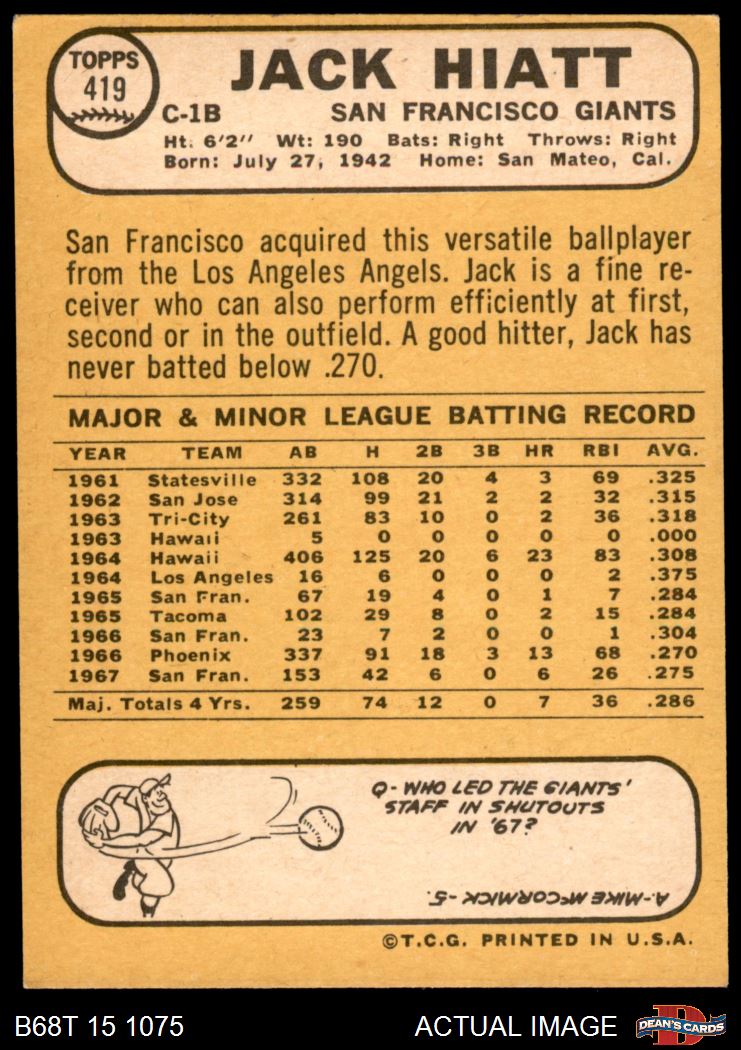 TOPPS
419
JACK HIATT
C-1B SAN FRANCISCO GIANTS
Ht: 6'2" Wt: 190 Bats: Right Throws: Right
Born: July 27, 1942 Home: San Mateo, Cal.
San Francisco acquired this versatile ballplayer
from the Los Angeles Angels. Jack is a fine re-
ceiver who can also perform efficiently at first,
second or in the outfield. A good hitter, Jack has
never batted below .270.
MAJOR & MINOR LEAGUE BATTING RECORD
YEAR TEAM AB H 2B 3B HR RBI AVG.
1961 Statesville 332 108 20 4 3 69 .325
1962 San Jose 314 99 21 2 2 32 .315
1963 Tri-City 261 83 10 0 2 36 .318
1963 Hawaii 5 0 0 0 0 0 .000
1964 Hawaii 406 125 20 6 23 83 .308
1964 Los Angeles 16 6 0 0 0 2 .375
1965 San Fran. 67 19 4 0 1 7 .284
1965 Tacoma 102 29 8 0 2 15 .284
1966 San Fran. 23 7 2 0 0 1 .304
1966 Phoenix 337 91 18 3 13 68 .270
1967 San Fran. 153 42 6 0 6 26 .275
Maj. Totals 4 Yrs. 259 74 12 0 7 36 .286
Q- WHO LED THE GIANTS'
STAFF IN SHUTOUTS
IN '67?
A- MIKE McCORMICK -5.
©T.C.G. PRINTED IN U.S.A.
B68T 15 1075 ACTUAL IMAGE DEAN'S CARDS